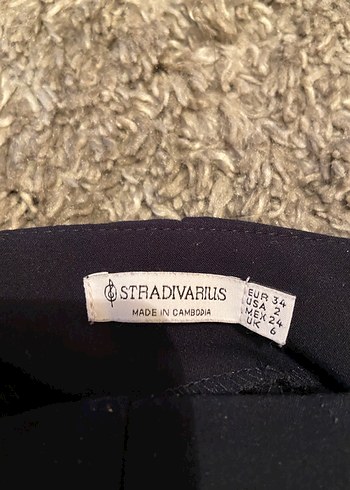 STRADIVARIUS
MADE IN CAMBODIA
EUR 34
USA 2
MEX 24
UK 6